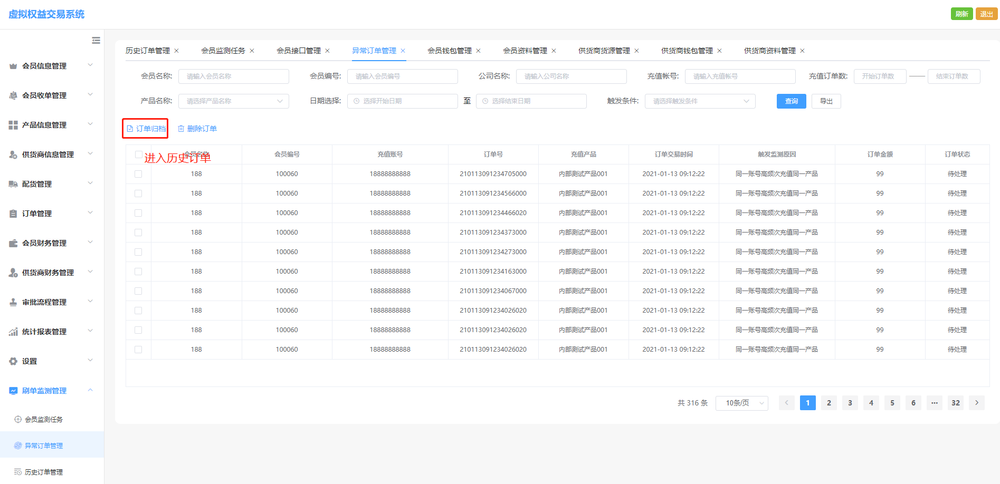 虚拟权益交易系统
刷新 退出
历史订单管理 会员监测任务 会员接口管理 异常订单管理 会员钱包管理 会员资料管理 供货商货源管理 供货商钱包管理 供货商资料管理
会员名称: 请输入会员名称 会员编号: 请输入会员编号 公司名称: 请输入公司名称 充值帐号: 请输入充值帐号 充值订单数: 开始订单数 —— 结束订单数
产品名称: 请选择产品名称 日期选择: 选择开始日期 至 选择结束日期 触发条件: 请选择触发条件 查询 导出
订单归档 删除订单
进入历史订单
会员名称 会员编号 充值账号 订单号 充值产品 订单交易时间 触发监测原因 订单金额 订单状态
188 100060 18888888888 210113091234705000 内部测试产品001 2021-01-13 09:12:22 同一账号高频次充值同一产品 99 待处理
188 100060 18888888888 210113091234566000 内部测试产品001 2021-01-13 09:12:22 同一账号高频次充值同一产品 99 待处理
188 100060 18888888888 210113091234466020 内部测试产品001 2021-01-13 09:12:22 同一账号高频次充值同一产品 99 待处理
188 100060 18888888888 210113091234373000 内部测试产品001 2021-01-13 09:12:22 同一账号高频次充值同一产品 99 待处理
188 100060 18888888888 210113091234273000 内部测试产品001 2021-01-13 09:12:22 同一账号高频次充值同一产品 99 待处理
188 100060 18888888888 210113091234163000 内部测试产品001 2021-01-13 09:12:22 同一账号高频次充值同一产品 99 待处理
188 100060 18888888888 210113091234067000 内部测试产品001 2021-01-13 09:12:22 同一账号高频次充值同一产品 99 待处理
188 100060 18888888888 210113091234026020 内部测试产品001 2021-01-13 09:12:22 同一账号高频次充值同一产品 99 待处理
188 100060 18888888888 210113091234026020 内部测试产品001 2021-01-13 09:12:22 同一账号高频次充值同一产品 99 待处理
188 100060 18888888888 210113091234026020 内部测试产品001 2021-01-13 09:12:22 同一账号高频次充值同一产品 99 待处理
共 316 条 10条/页 1 2 3 4 5 6 ··· 32
会员信息管理
会员收单管理
产品信息管理
供货商信息管理
配货管理
订单管理
会员财务管理
供货商财务管理
审批流程管理
统计报表管理
设置
刷单监测管理
会员监测任务
异常订单管理
历史订单管理